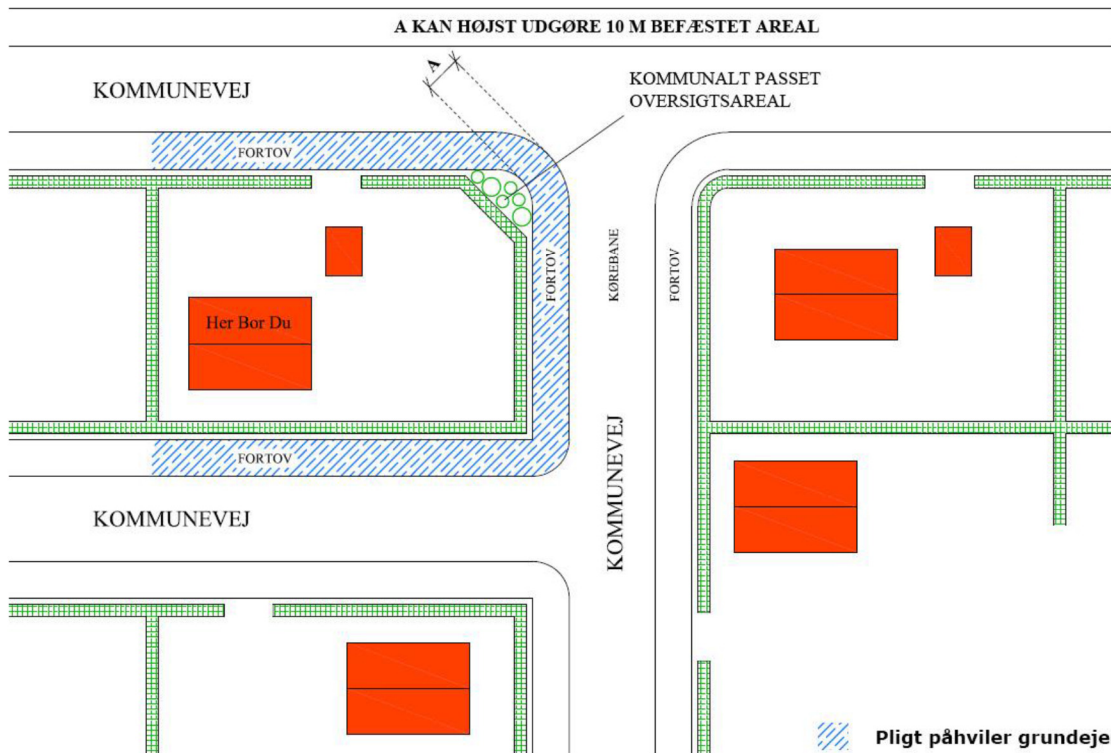 A KAN HØJST UDGØRE 10 M BEFÆSTET AREAL
A
KOMMUNEVEJ
KOMMUNALT PASSET
OVERSIGTSAREAL
FORTOV
FORTOV
KØREBANE
FORTOV
Her Bor Du
KOMMUNEVEJ
FORTOV
KOMMUNEVEJ
Pligt påhviler grundeje